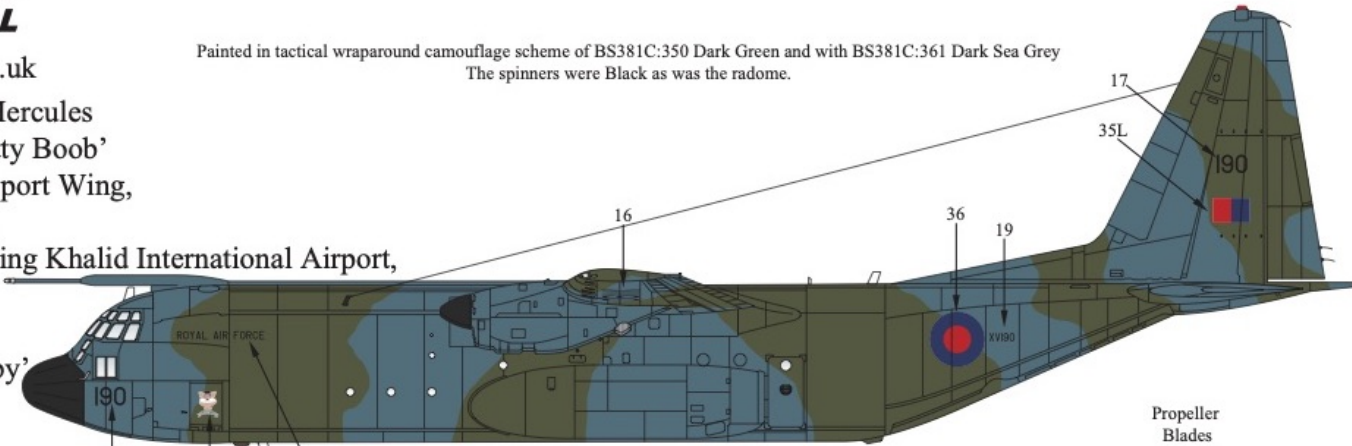 L
.uk
Painted in tactical wraparound camouflage scheme of BS381C:350 Dark Green and with BS381C:361 Dark Sea Grey
The spinners were Black as was the radome.
Hercules
ty Boob’
port Wing,
ing Khalid International Airport,
by’
17
35L
190
16
36
19
ROYAL AIR FORCE
XV190
190
Propeller
Blades